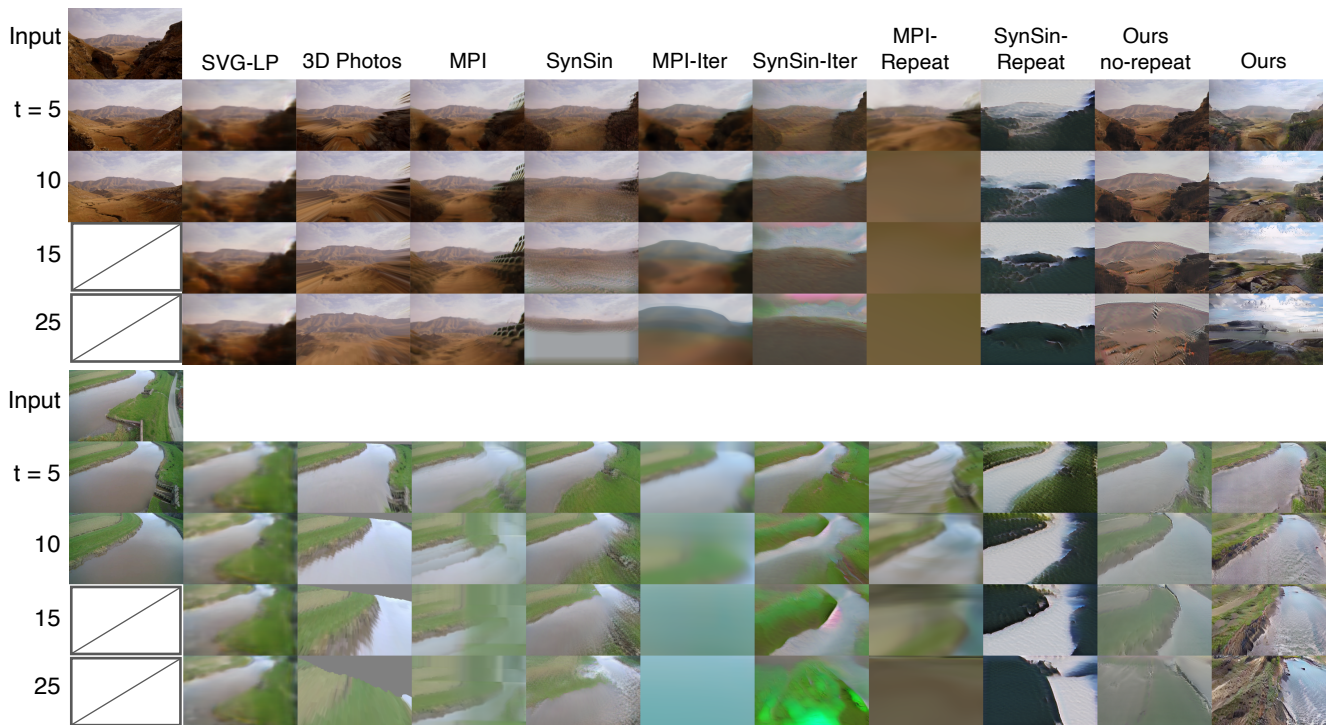 Input
SVG-LP 3D Photos MPI SynSin MPI-Iter SynSin-Iter MPI-Repeat SynSin-Repeat Ours no-repeat Ours
t = 5
10
15
25
Input
t = 5
10
15
25